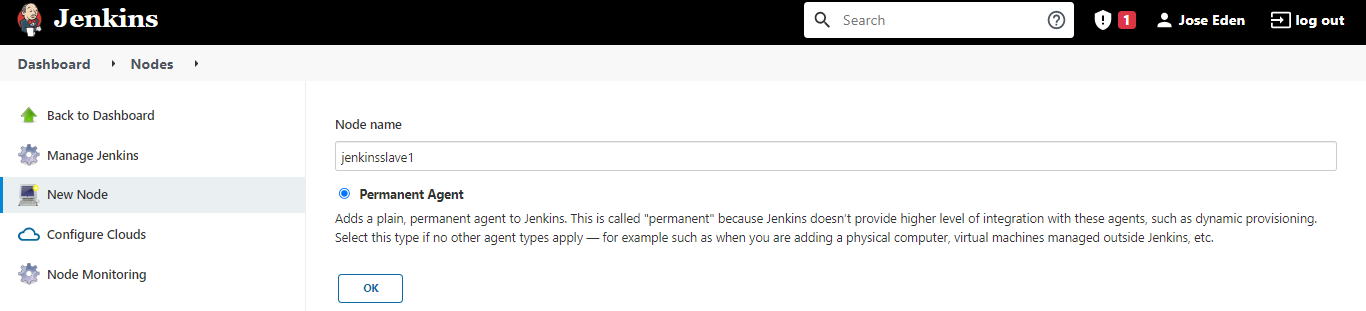 Jenkins
Search
1
Jose Eden
log out
Dashboard
Nodes
Back to Dashboard
Manage Jenkins
New Node
Configure Clouds
Node Monitoring
Node name
jenkinsslave1
Permanent Agent
Adds a plain, permanent agent to Jenkins. This is called "permanent" because Jenkins doesn't provide higher level of integration with these agents, such as dynamic provisioning.
Select this type if no other agent types apply — for example such as when you are adding a physical computer, virtual machines managed outside Jenkins, etc.
OK